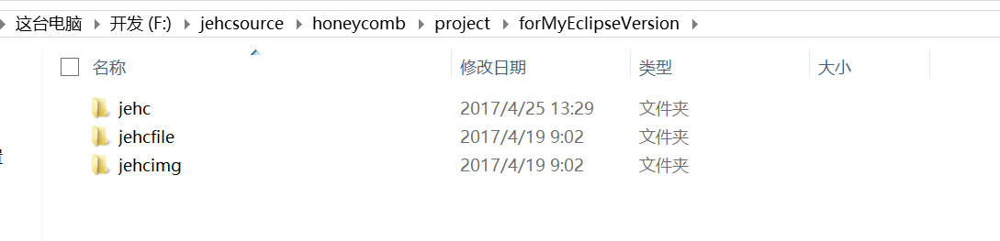 这台电脑 开发 (F:) jehcsource honeycomb project forMyEclipseVersion
名称 修改日期 类型 大小
jehc 2017/4/25 13:29 文件夹
jehcfile 2017/4/19 9:02 文件夹
jehcimg 2017/4/19 9:02 文件夹